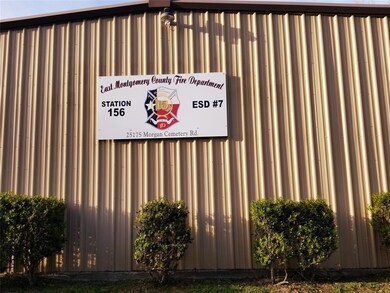 East Montgomery County Fire Department
STATION
156
ESD #7
25175 Morgan Cemetery Rd.